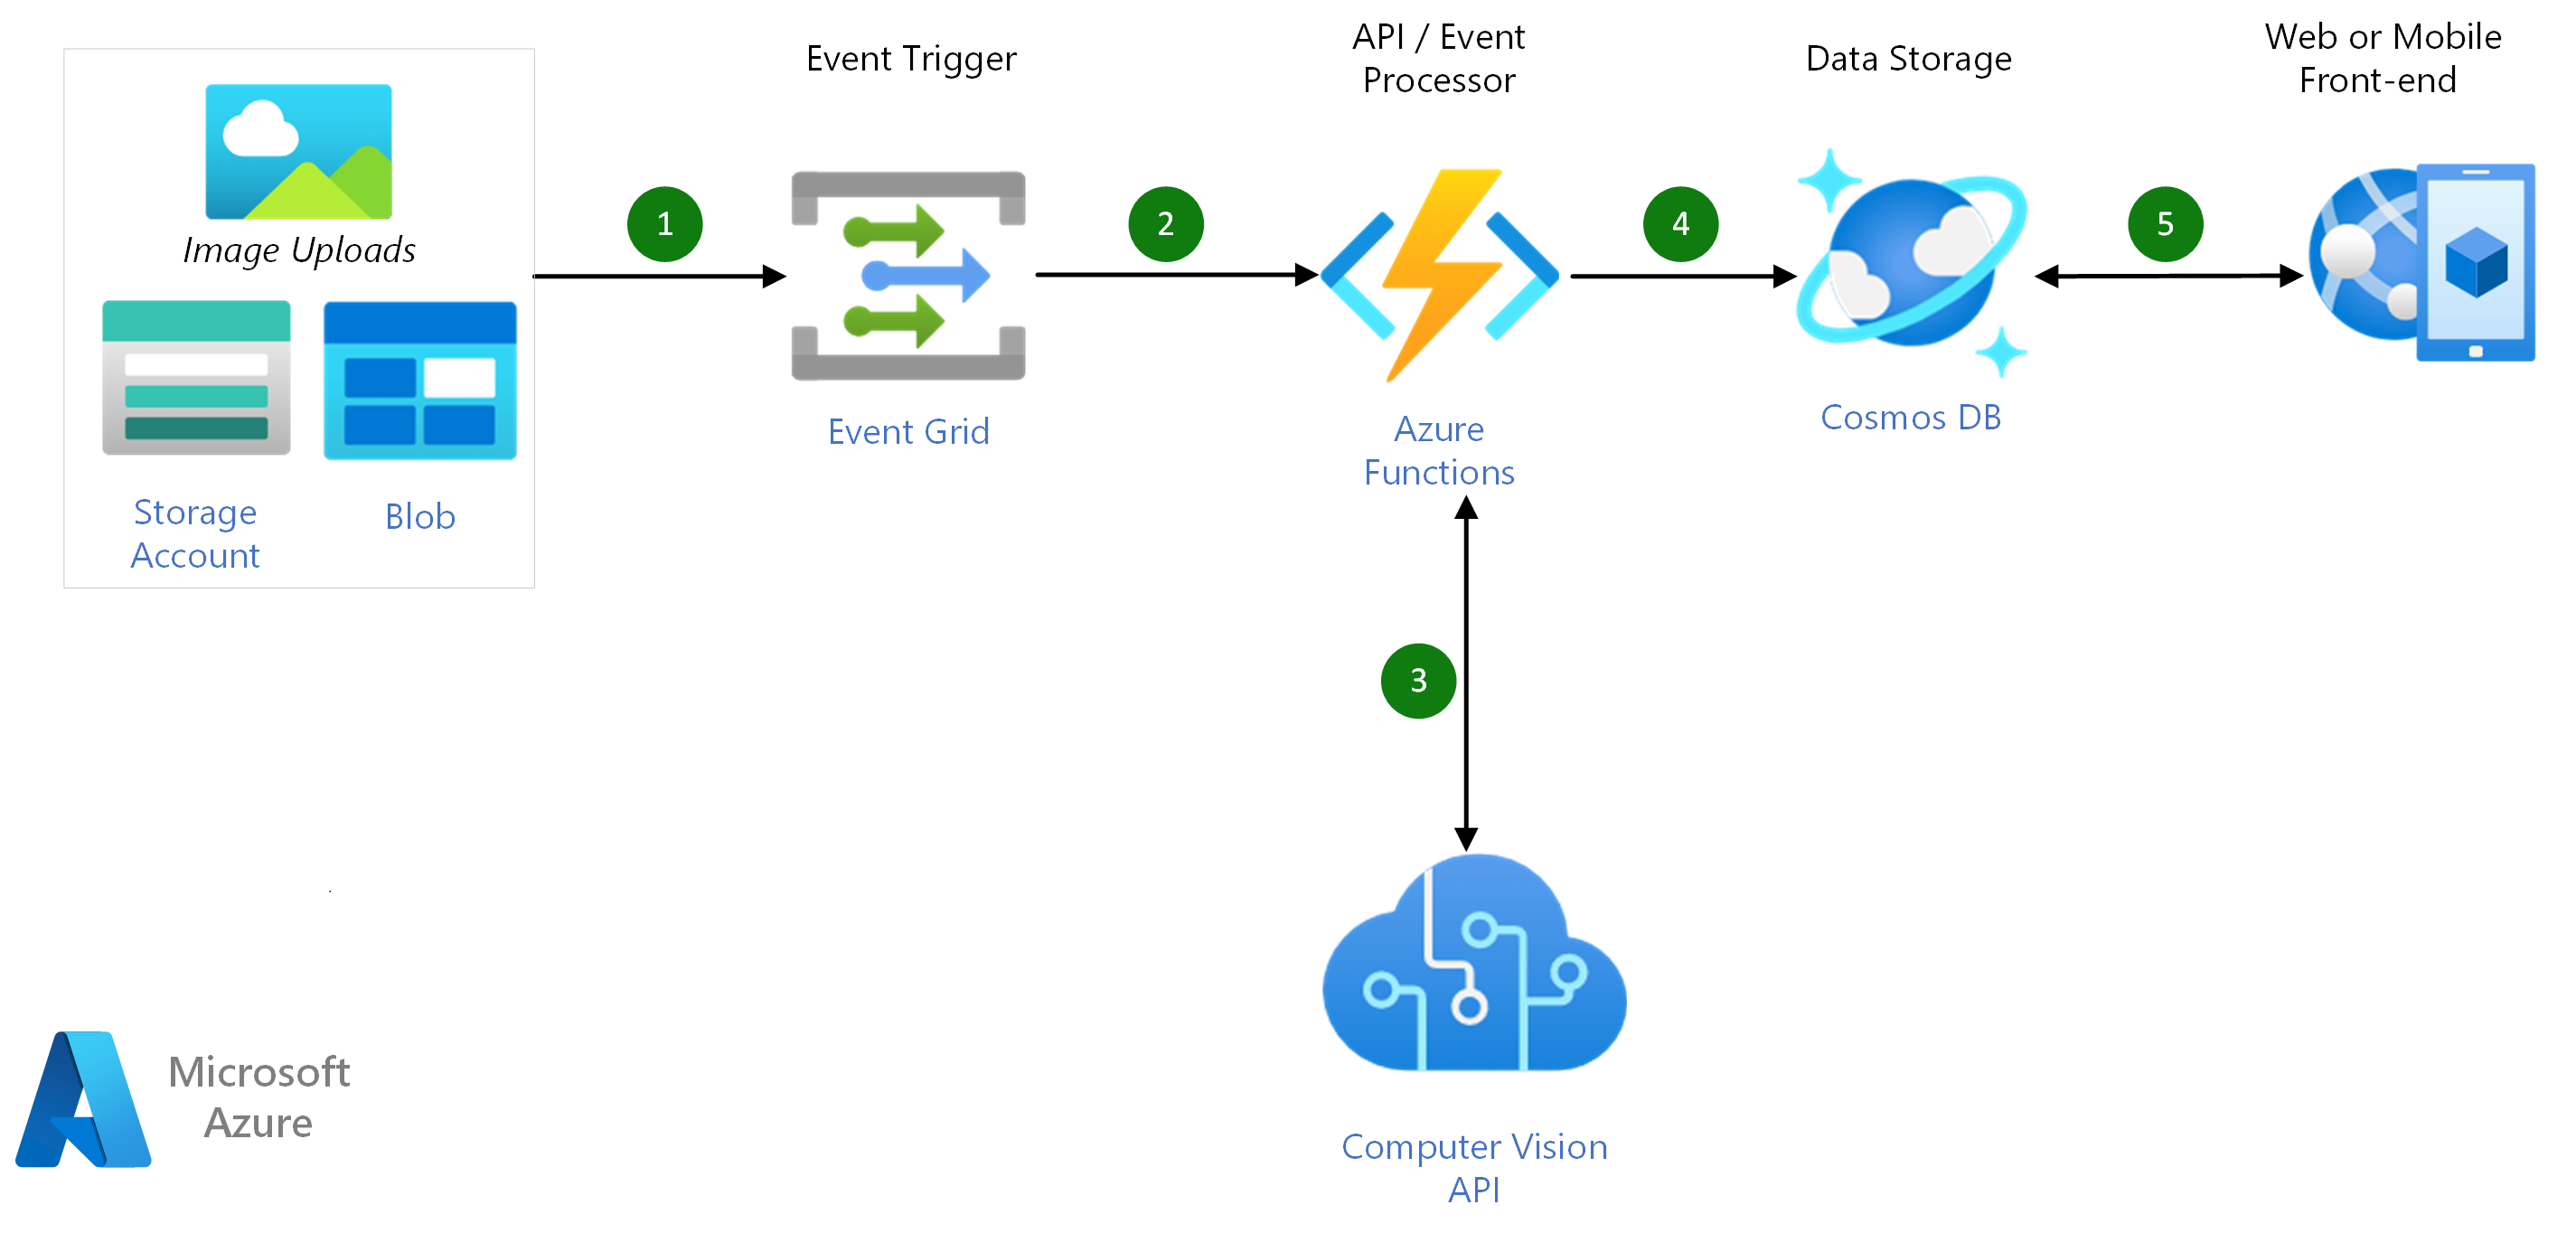 Image Uploads
Storage
Account
Blob
1
Event Trigger
Event Grid
2
API / Event
Processor
Azure
Functions
3
Computer Vision
API
4
Data Storage
Cosmos DB
5
Web or Mobile
Front-end
Microsoft
Azure